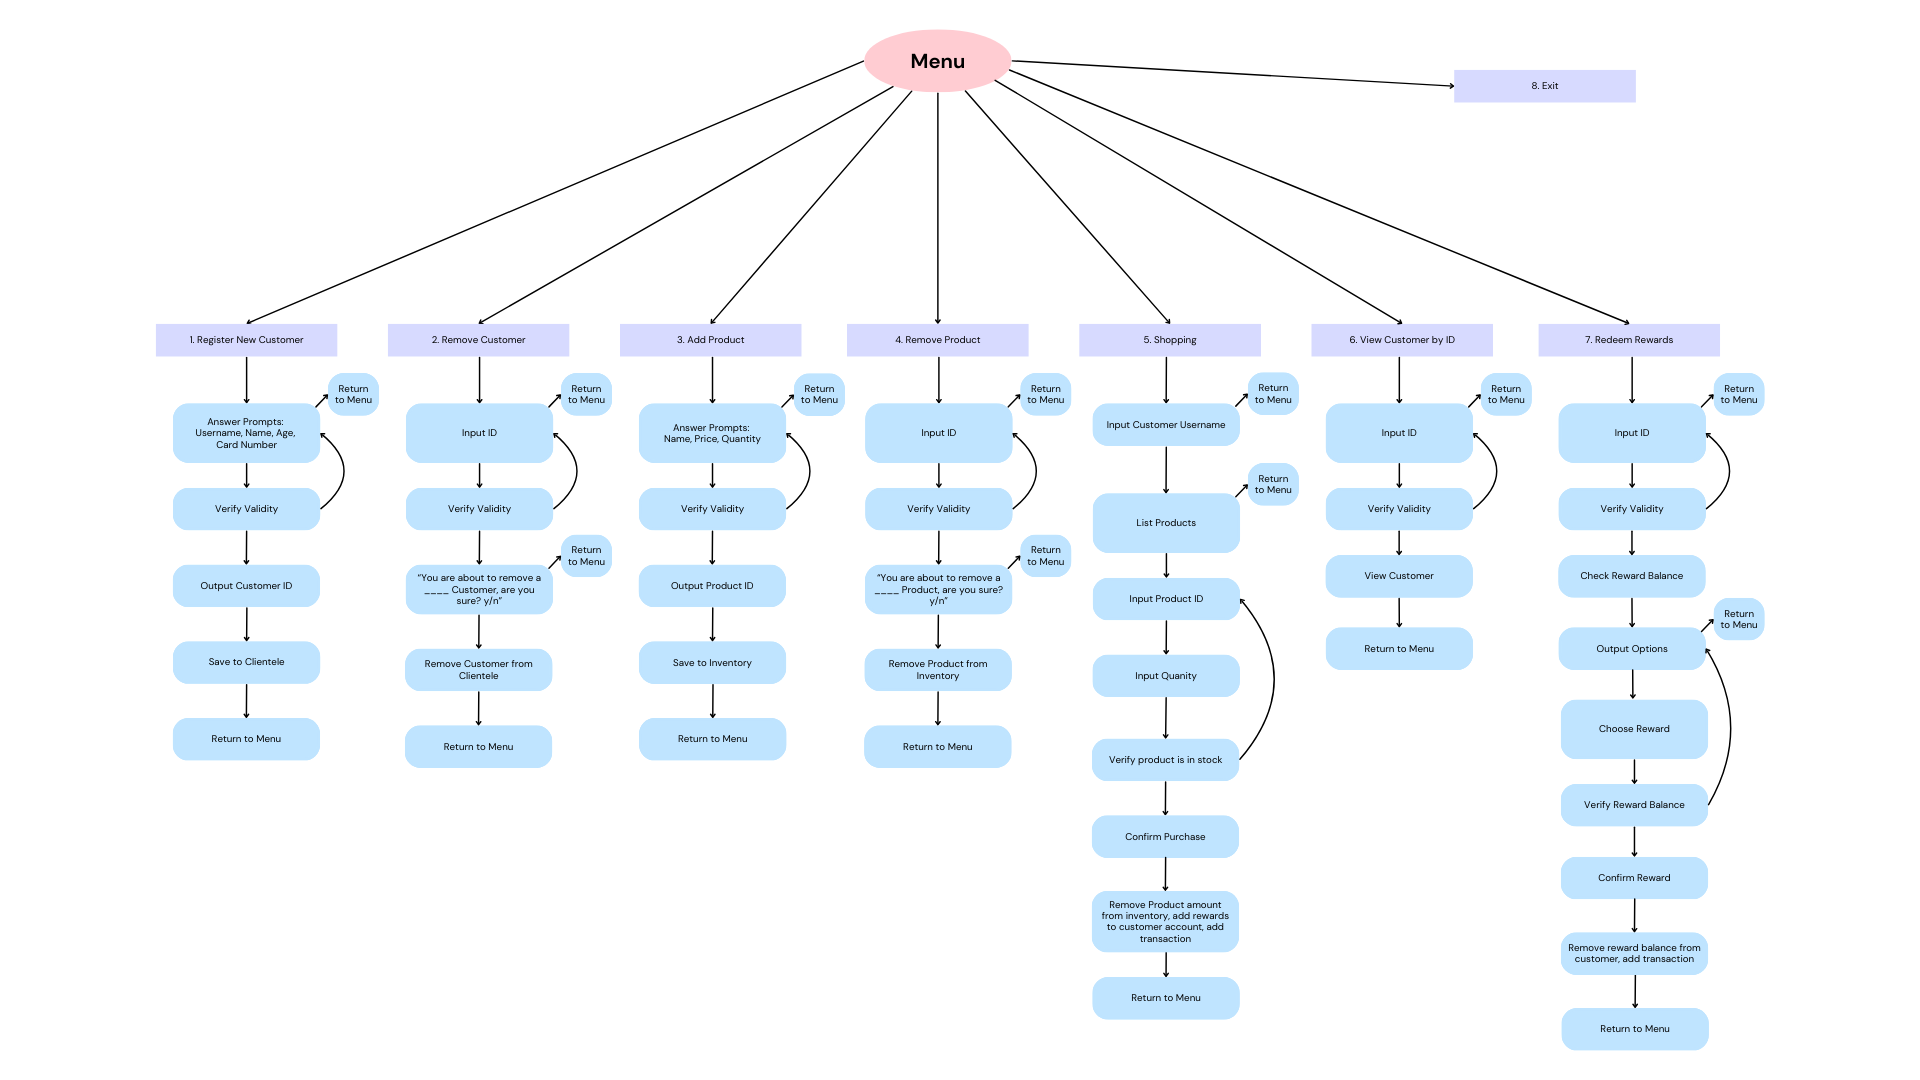 Menu
8. Exit
1. Register New Customer
Return
to Menu
Answer Prompts:
Username, Name, Age,
Card Number
Verify Validity
Output Customer ID
Save to Clientele
Return to Menu
2. Remove Customer
Return
to Menu
Input ID
Verify Validity
Return
to Menu
"You are about to remove a
____ Customer, are you
sure? y/n"
Remove Customer from
Clientele
Return to Menu
3. Add Product
Return
to Menu
Answer Prompts:
Name, Price, Quantity
Verify Validity
Output Product ID
Save to Inventory
Return to Menu
4. Remove Product
Return
to Menu
Input ID
Verify Validity
Return
to Menu
"You are about to remove a
____ Product, are you sure?
y/n"
Remove Product from
Inventory
Return to Menu
5. Shopping
Return
to Menu
Input Customer Username
Return
to Menu
List Products
Input Product ID
Input Quanity
Verify product is in stock
Confirm Purchase
Remove Product amount
from inventory, add rewards
to customer account, add
transaction
Return to Menu
6. View Customer by ID
Return
to Menu
Input ID
Verify Validity
View Customer
Return to Menu
7. Redeem Rewards
Return
to Menu
Input ID
Verify Validity
Check Reward Balance
Return
to Menu
Output Options
Choose Reward
Verify Reward Balance
Confirm Reward
Remove reward balance from
customer, add transaction
Return to Menu